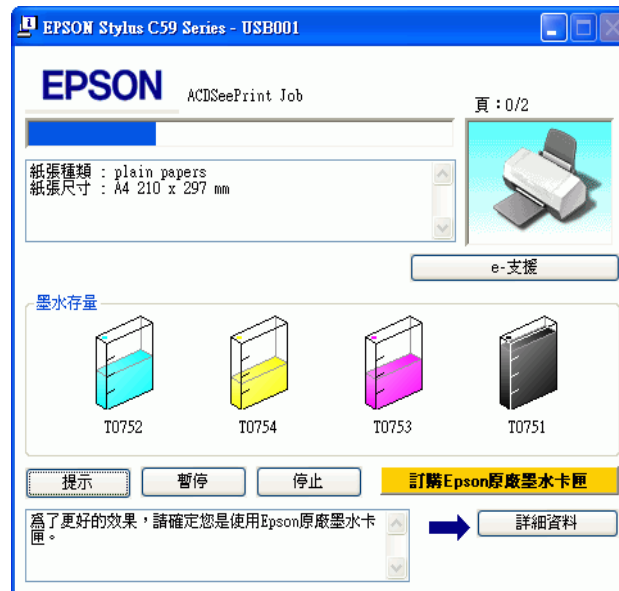 EPSON Stylus C59 Series - USB001
EPSON
ACDSeePrint Job
頁：0/2
紙張種類 : plain papers
紙張尺寸 : A4 210 x 297 mm
e-支援
墨水存量
T0752
T0754
T0753
T0751
提示
暫停
停止
訂購Epson原廠墨水卡匣
為了更好的效果，請確定您是使用Epson原廠墨水卡
匣。
詳細資料